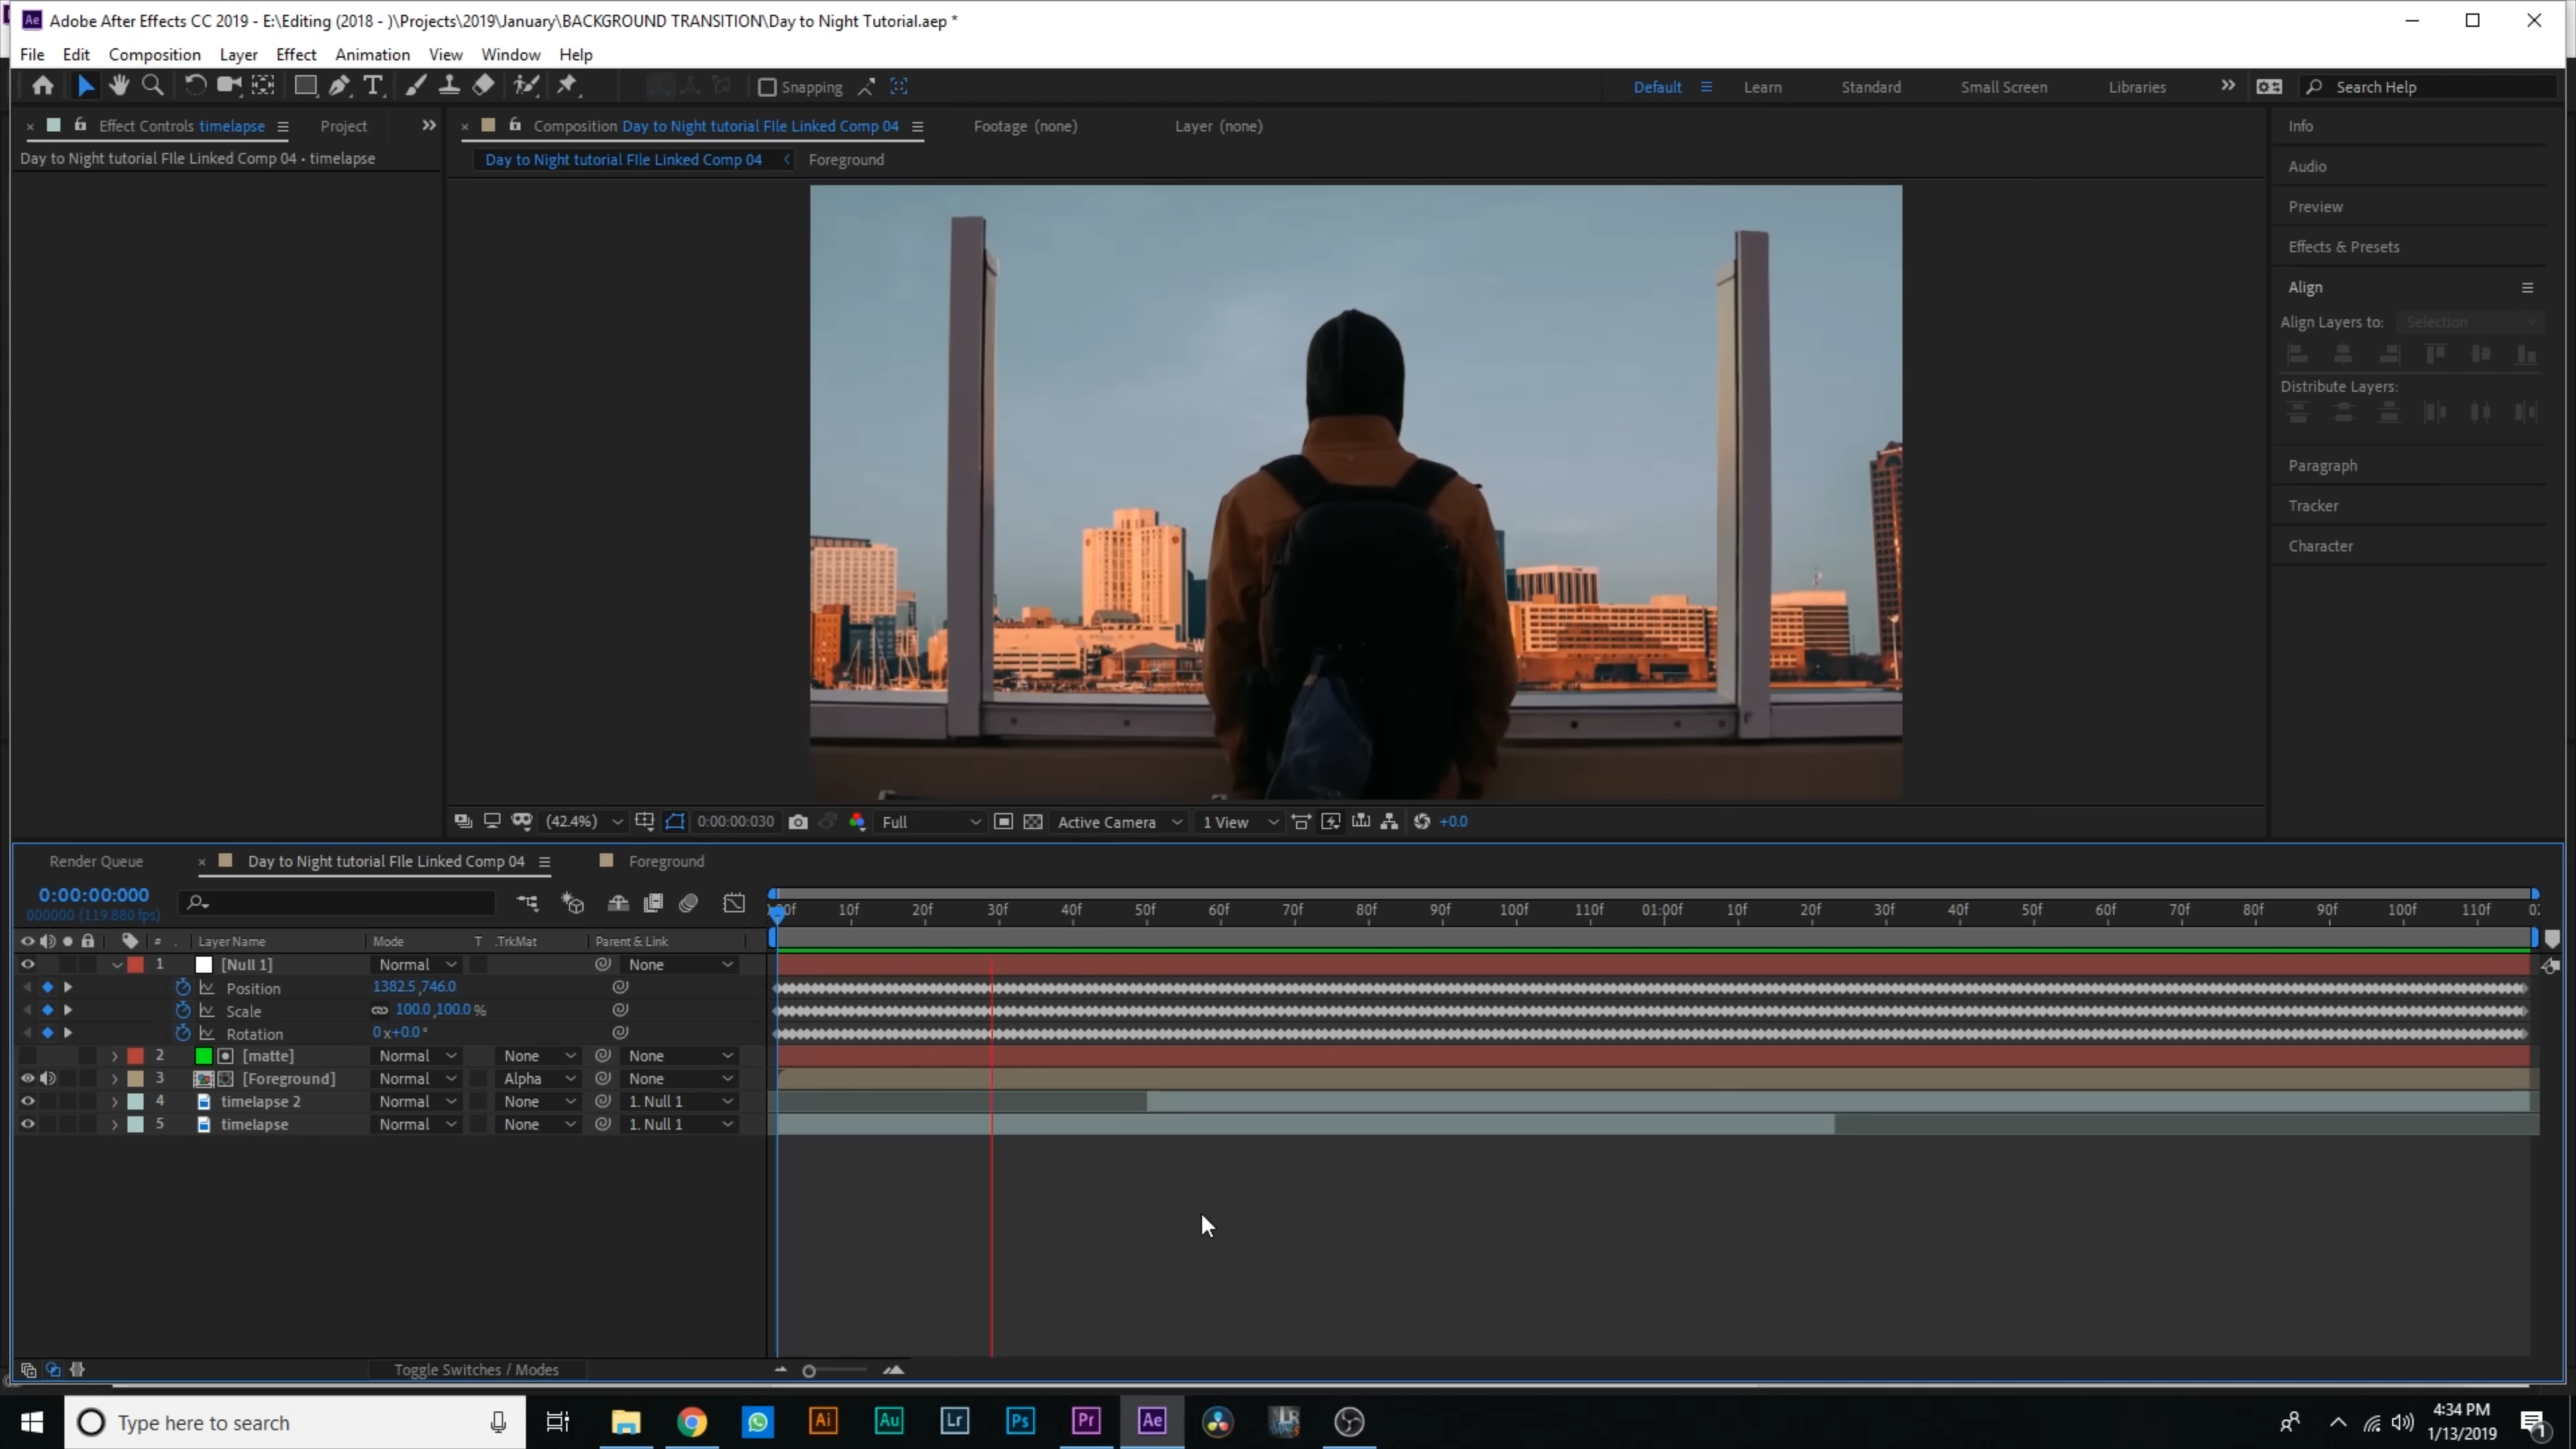 Adobe After Effects CC 2019 - E:\Editing (2018 - )\Projects\2019\January\BACKGROUND TRANSITION\Day to Night Tutorial.aep *
File Edit Composition Layer Effect Animation View Window Help
Snapping Default Learn Standard Small Screen Libraries Search Help
Effect Controls timelapse Project Composition Day to Night tutorial FIle Linked Comp 04 Footage (none) Layer (none) Info
Day to Night tutorial FIle Linked Comp 04 • timelapse Day to Night tutorial FIle Linked Comp 04 Foreground
Audio
Preview
Effects & Presets
Align
Align Layers to: Selection
Distribute Layers:
Paragraph
Tracker
Character
(42.4%) 0:00:00:030 Full Active Camera 1 View +0.0
Render Queue Day to Night tutorial FIle Linked Comp 04 Foreground
0:00:00:000
000000 (119.880 fps)
:00f 10f 20f 30f 40f 50f 60f 70f 80f 90f 100f 110f 01:00f 10f 20f 30f 40f 50f 60f 70f 80f 90f 100f 110f 02
# Layer Name Mode T .TrkMat Parent & Link
1 [Null 1] Normal None
Position 1382.5,746.0
Scale 100.0,100.0%
Rotation 0x+0.0°
2 [matte] Normal None None
3 [Foreground] Normal Alpha None
4 timelapse 2 Normal None 1. Null 1
5 timelapse Normal None 1. Null 1
Toggle Switches / Modes
Type here to search Ai Au Lr Ps Pr Ae
4:34 PM
1/13/2019
1